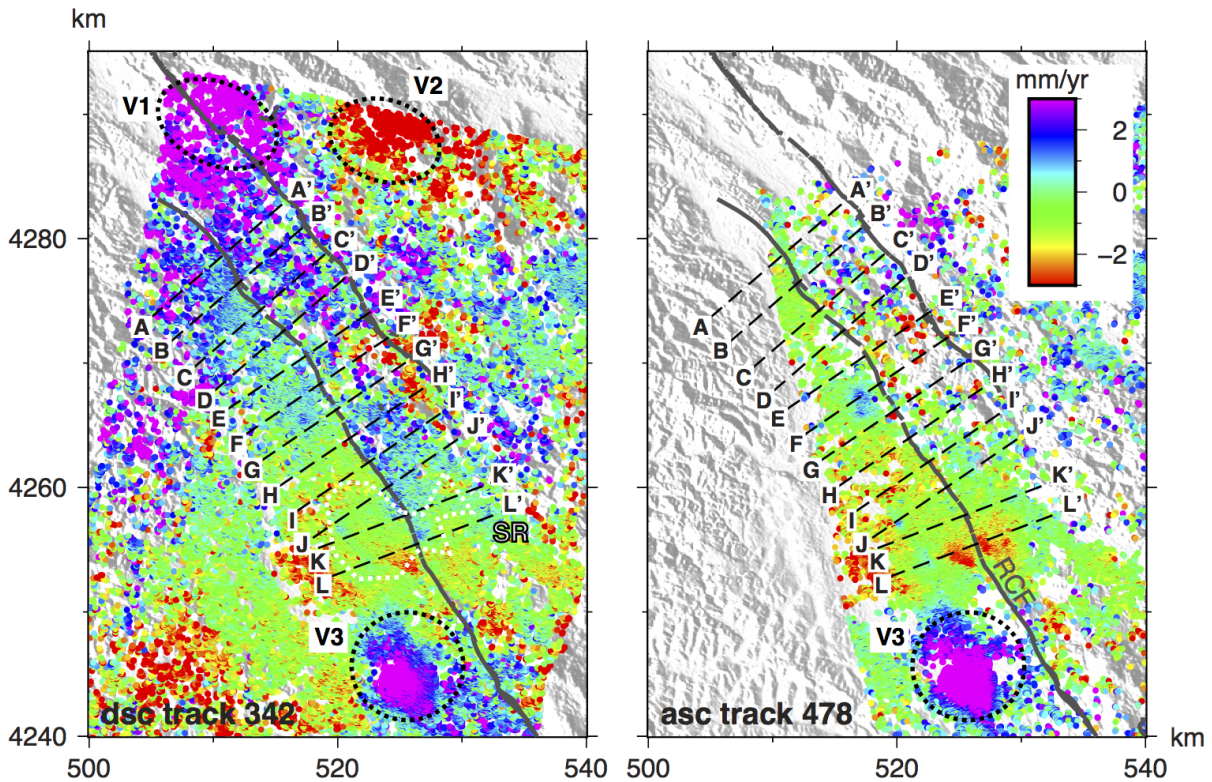 km
V1
V2
mm/yr
2
0
−2
4280
4260
4240
A'
B'
C'
D'
E'
F'
G'
H'
I'
J'
K'
L'
A
B
C
D
E
F
G
H
I
J
K
L
SR
V3
dsc track 342
A'
B'
C'
D'
E'
F'
G'
H'
I'
J'
K'
L'
A
B
C
D
E
F
G
H
I
J
K
L
RCF
V3
asc track 478
km
500
520
540
500
520
540